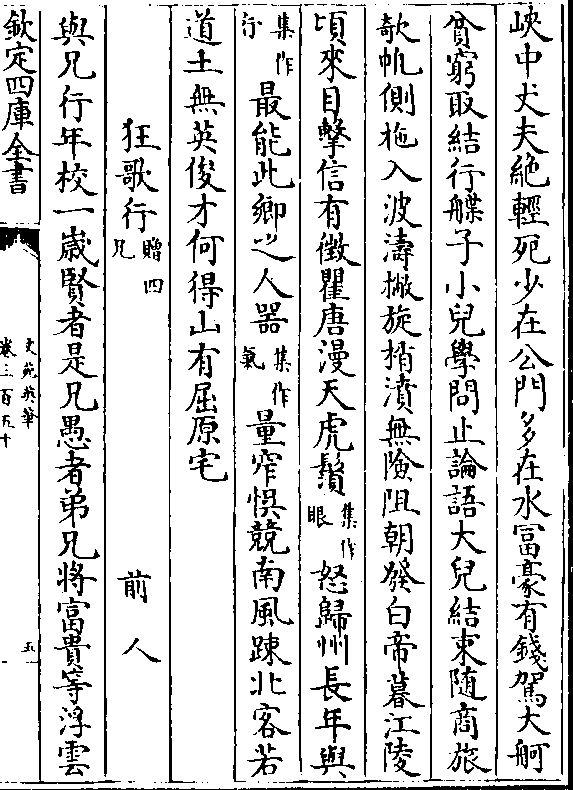 峽中犬夫絶輕死少在公門多在水富豪有錢駕大舸
貧窮取結行艓子小兒學問止論語大兒結束随商旅
欹帆側柂入波濤撇旋捎濆無險阻朝發白帝暮江陵
頃來目擊信有徴瞿唐漫天虎鬚集作眼怒歸州長年與
集作行最能此鄉之人器集作氣量窄悞競南風踈北客若
道土無英俊才何得山有屈原宅
狂歌行贈四兄 前人
與兄行年校一嵗賢者是兄愚者弟兄將富貴等浮雲
欽定四庫全書
文苑英華
卷三百五十
五